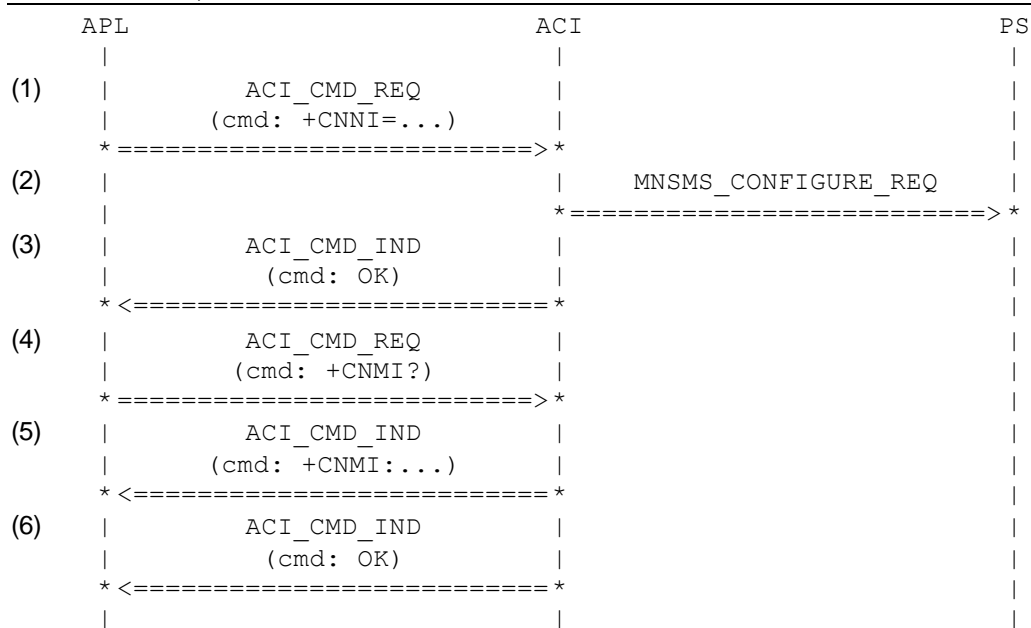 APL ACI PS
| | |
(1) | ACI_CMD_REQ | |
| (cmd: +CNNI=...) | |
* ==========================> * |
(2) | | MNSMS_CONFIGURE_REQ |
| * ==========================> *
(3) | ACI_CMD_IND | |
| (cmd: OK) | |
* <========================== * |
(4) | ACI_CMD_REQ | |
| (cmd: +CNMI?) | |
* ==========================> * |
(5) | ACI_CMD_IND | |
| (cmd: +CNMI:...) | |
* <========================== * |
(6) | ACI_CMD_IND | |
| (cmd: OK) | |
* <========================== * |
| | |